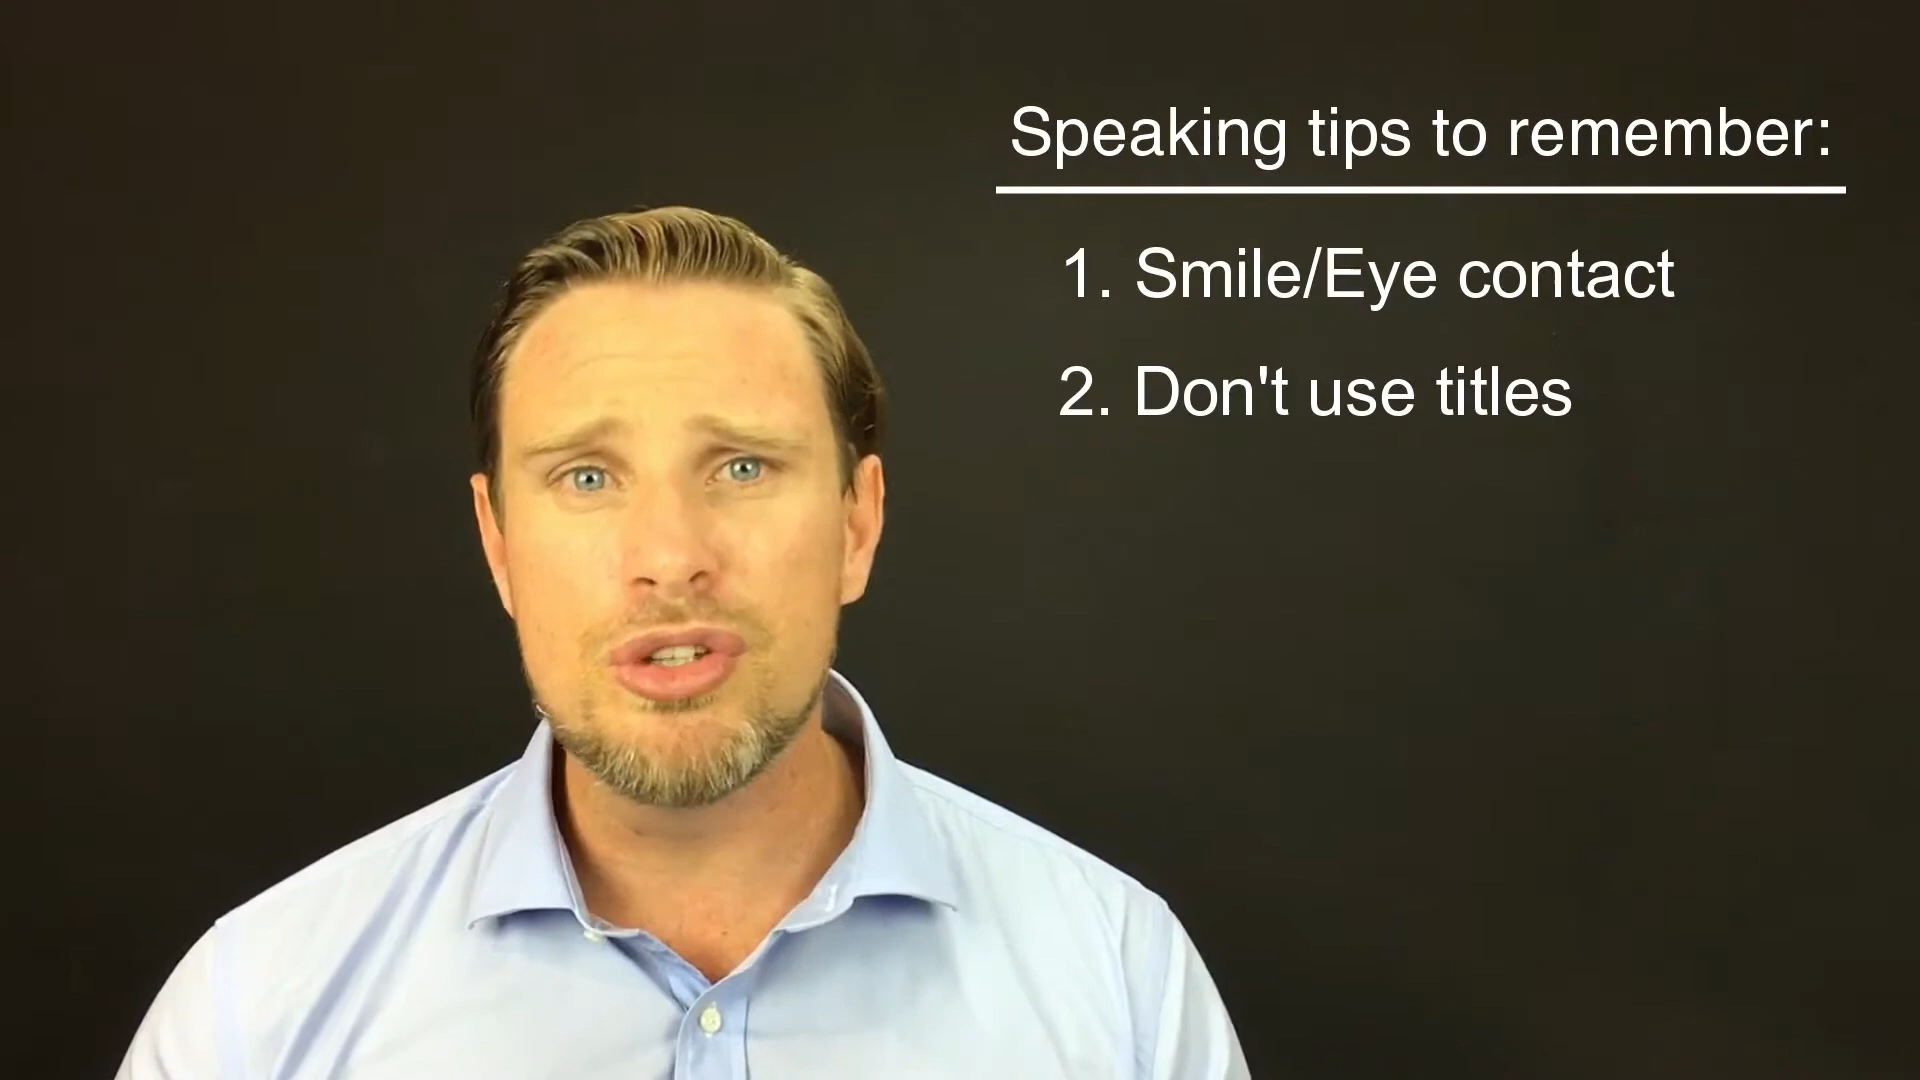 Speaking tips to remember:
1. Smile/Eye contact
2. Don't use titles